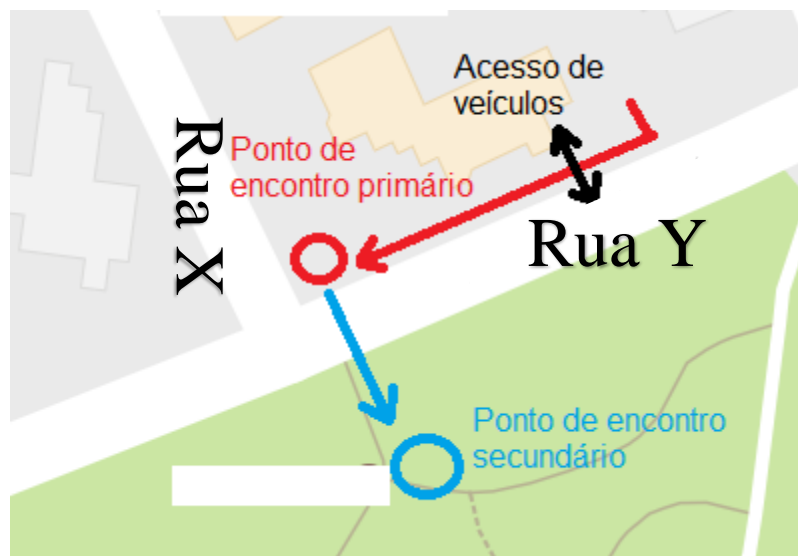 Acesso de
veículos
Rua X
Ponto de
encontro primário
Rua Y
Ponto de encontro
secundário